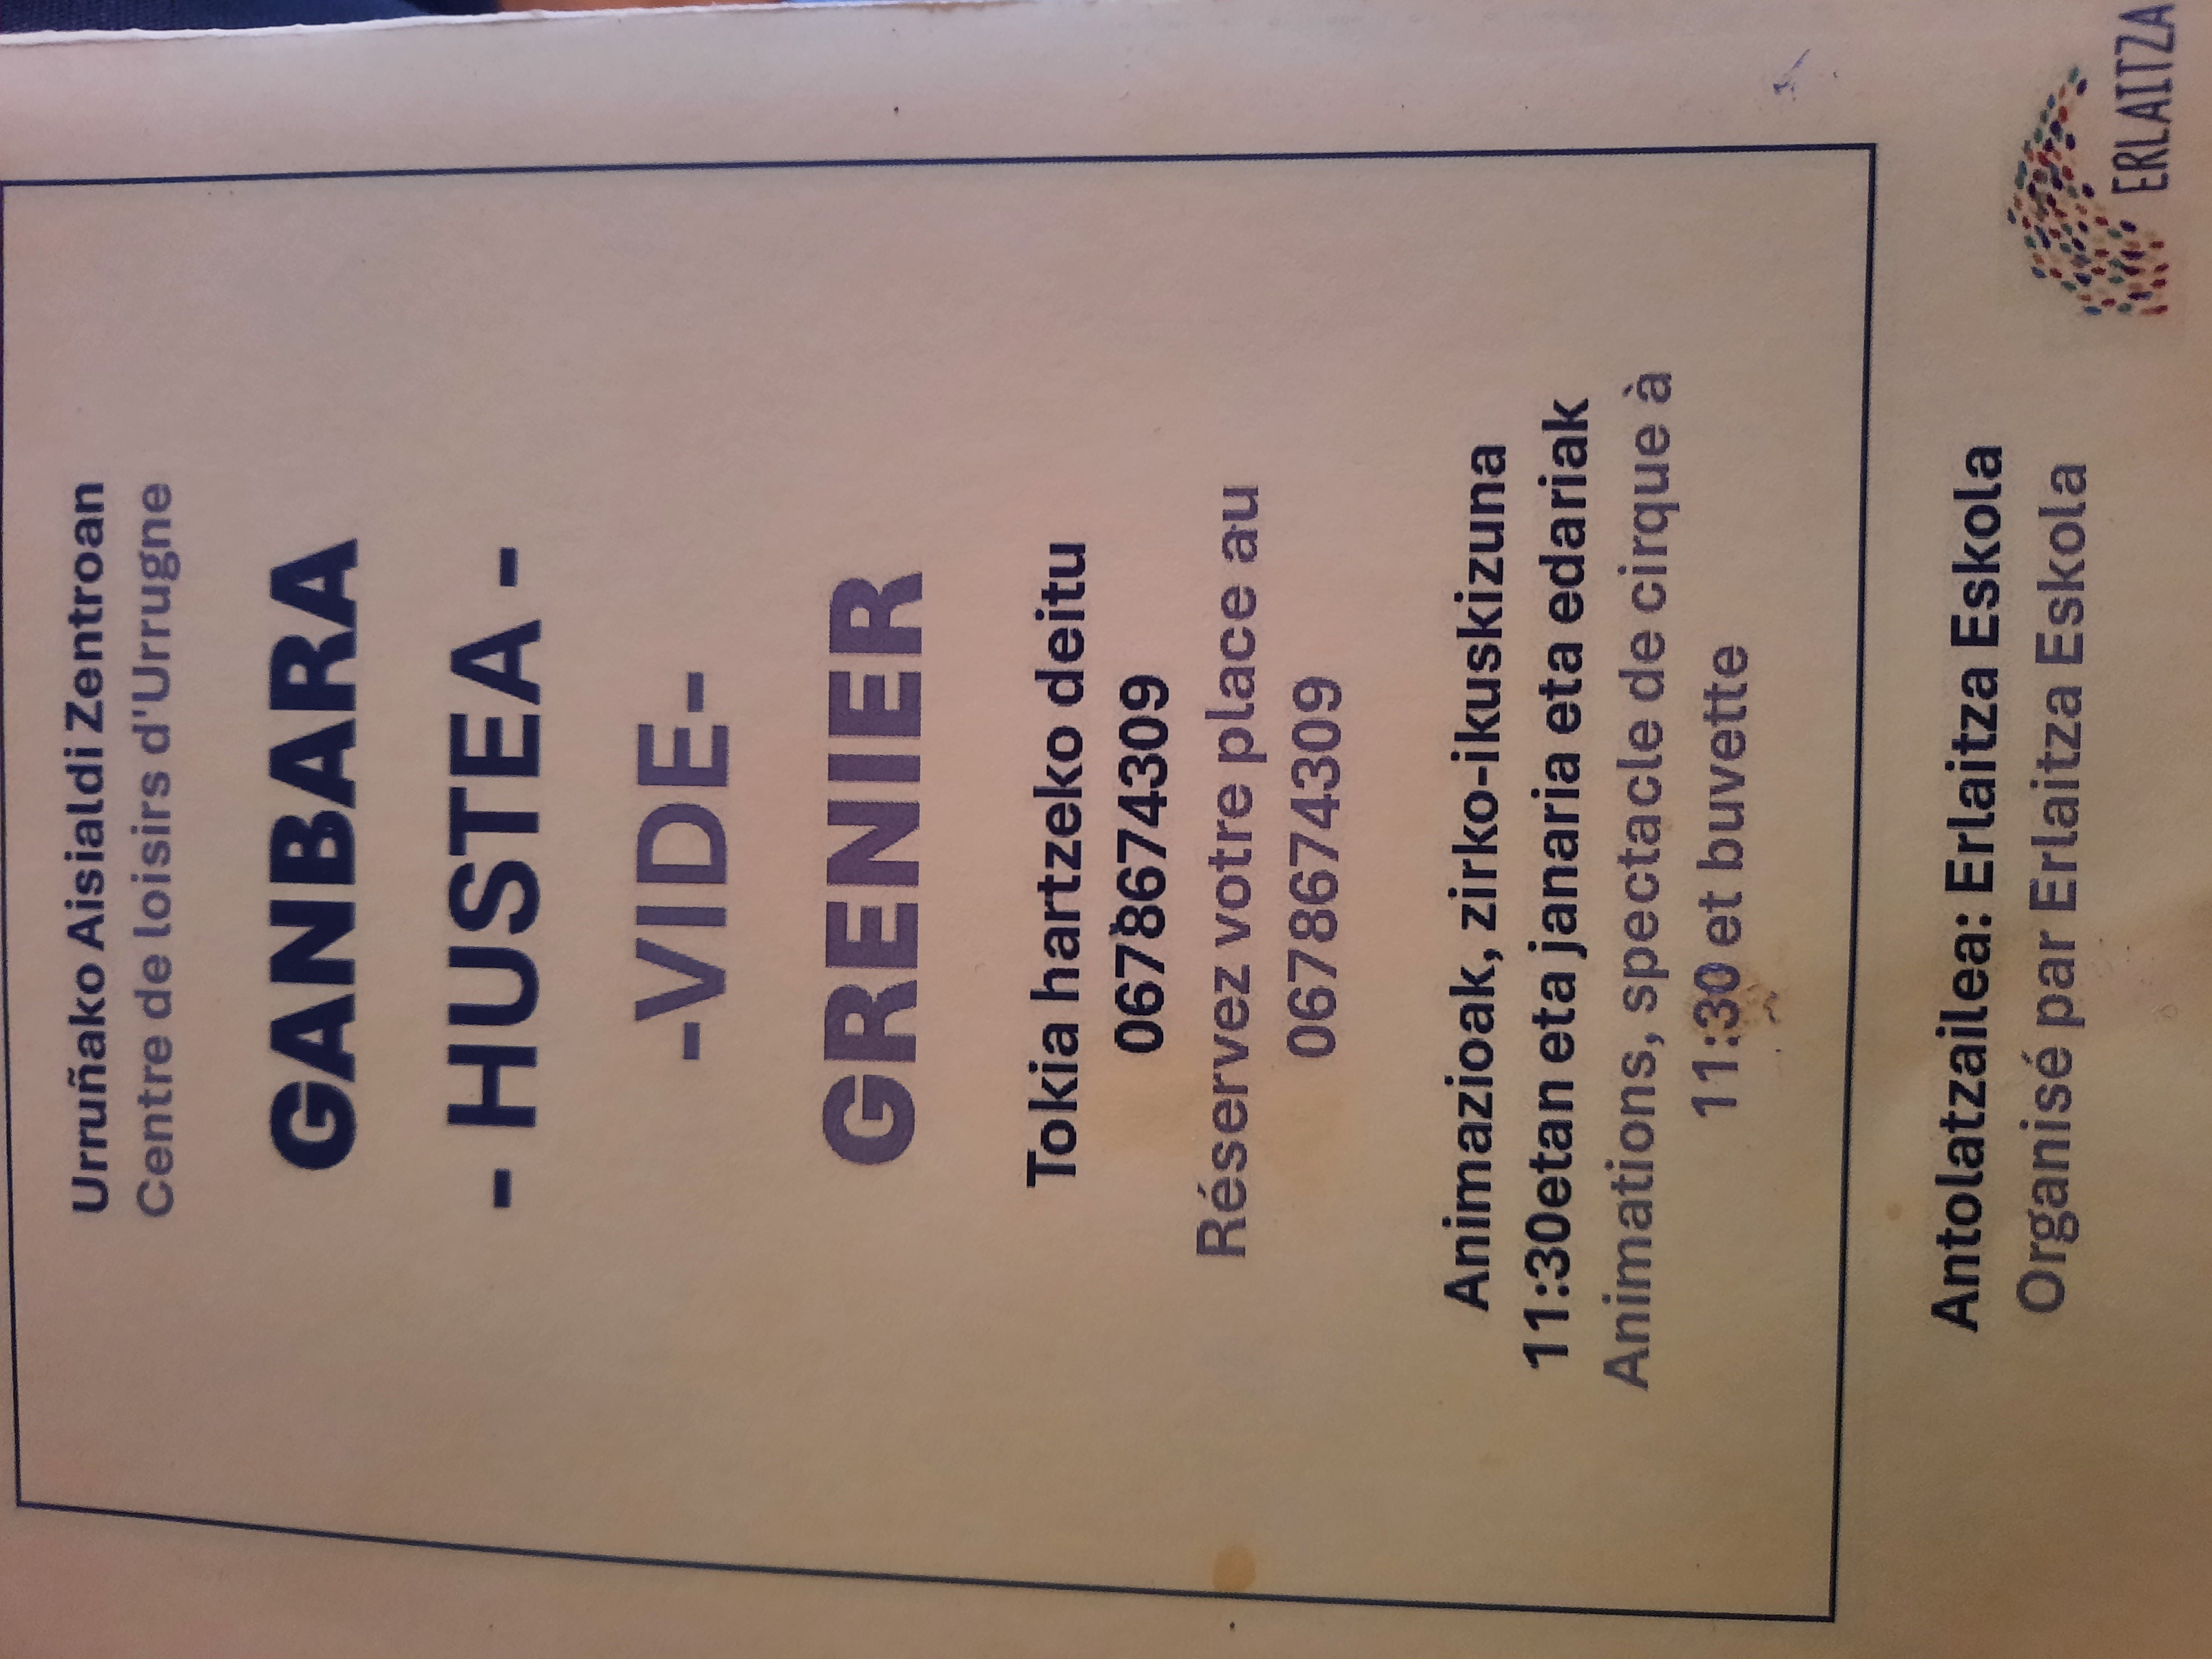 Urruñako Aisialdi Zentroan
Centre de loisirs d'Urrugne
GANBARA
- HUSTEA -
-VIDE-
GRENIER
Tokia hartzeko deitu
0678674309
Réservez votre place au
0678674309
Animazioak, zirko-ikuskizuna
11:30etan eta janaria eta edariak
Animations, spectacle de cirque à
11:30 et buvette
Antolatzailea: Erlaitza Eskola
Organisé par Erlaitza Eskola
ERLAITZA